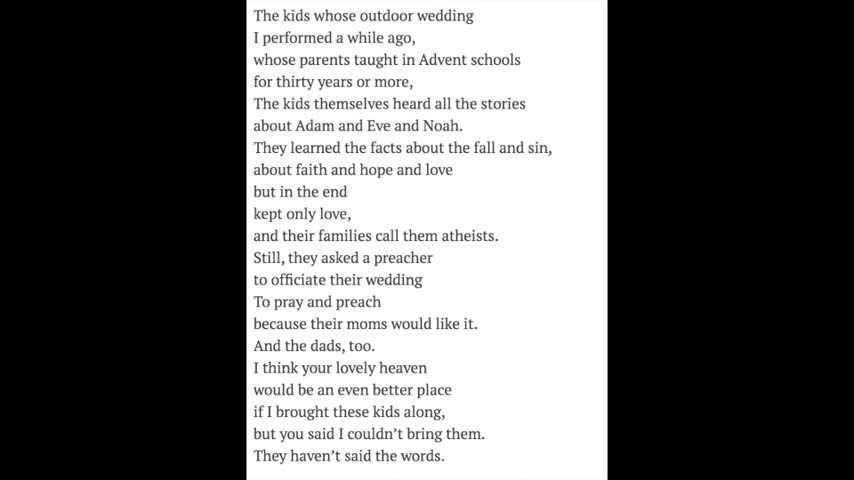 The kids whose outdoor wedding
I performed a while ago,
whose parents taught in Advent schools
for thirty years or more,
The kids themselves heard all the stories
about Adam and Eve and Noah.
They learned the facts about the fall and sin,
about faith and hope and love
but in the end
kept only love,
and their families call them atheists.
Still, they asked a preacher
to officiate their wedding
To pray and preach
because their moms would like it.
And the dads, too.
I think your lovely heaven
would be an even better place
if I brought these kids along,
but you said I couldn’t bring them.
They haven’t said the words.